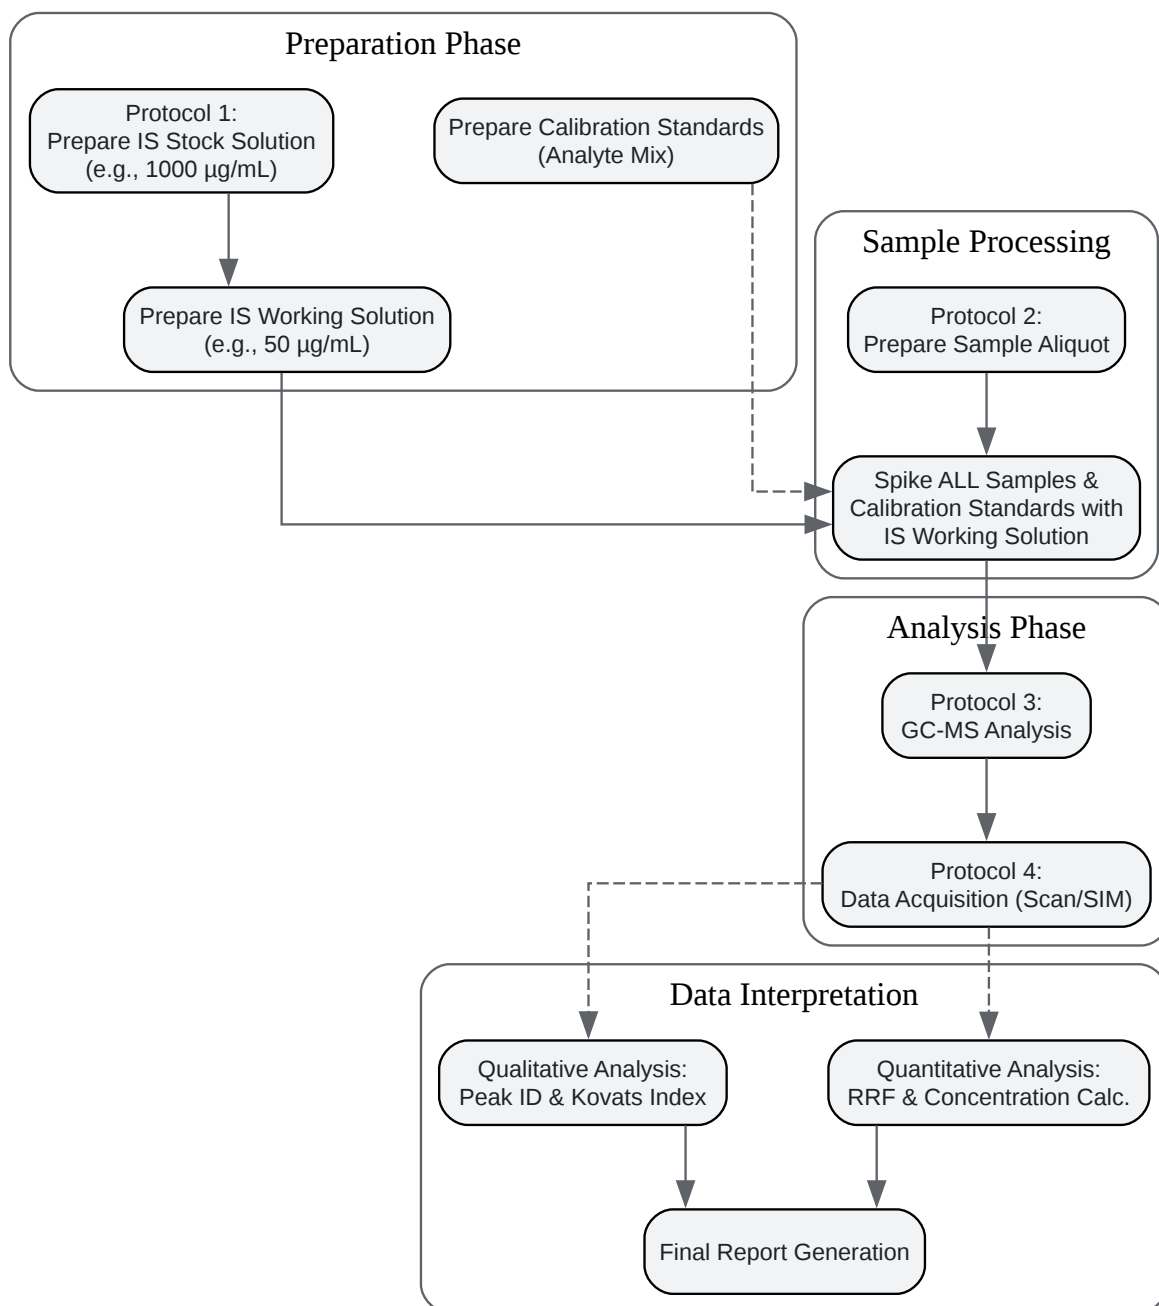 Preparation Phase
Protocol 1:
Prepare IS Stock Solution
(e.g., 1000 µg/mL)
Prepare Calibration Standards
(Analyte Mix)
Prepare IS Working Solution
(e.g., 50 µg/mL)
Sample Processing
Protocol 2:
Prepare Sample Aliquot
Spike ALL Samples &
Calibration Standards with
IS Working Solution
Analysis Phase
Protocol 3:
GC-MS Analysis
Protocol 4:
Data Acquisition (Scan/SIM)
Data Interpretation
Qualitative Analysis:
Peak ID & Kovats Index
Quantitative Analysis:
RRF & Concentration Calc.
Final Report Generation